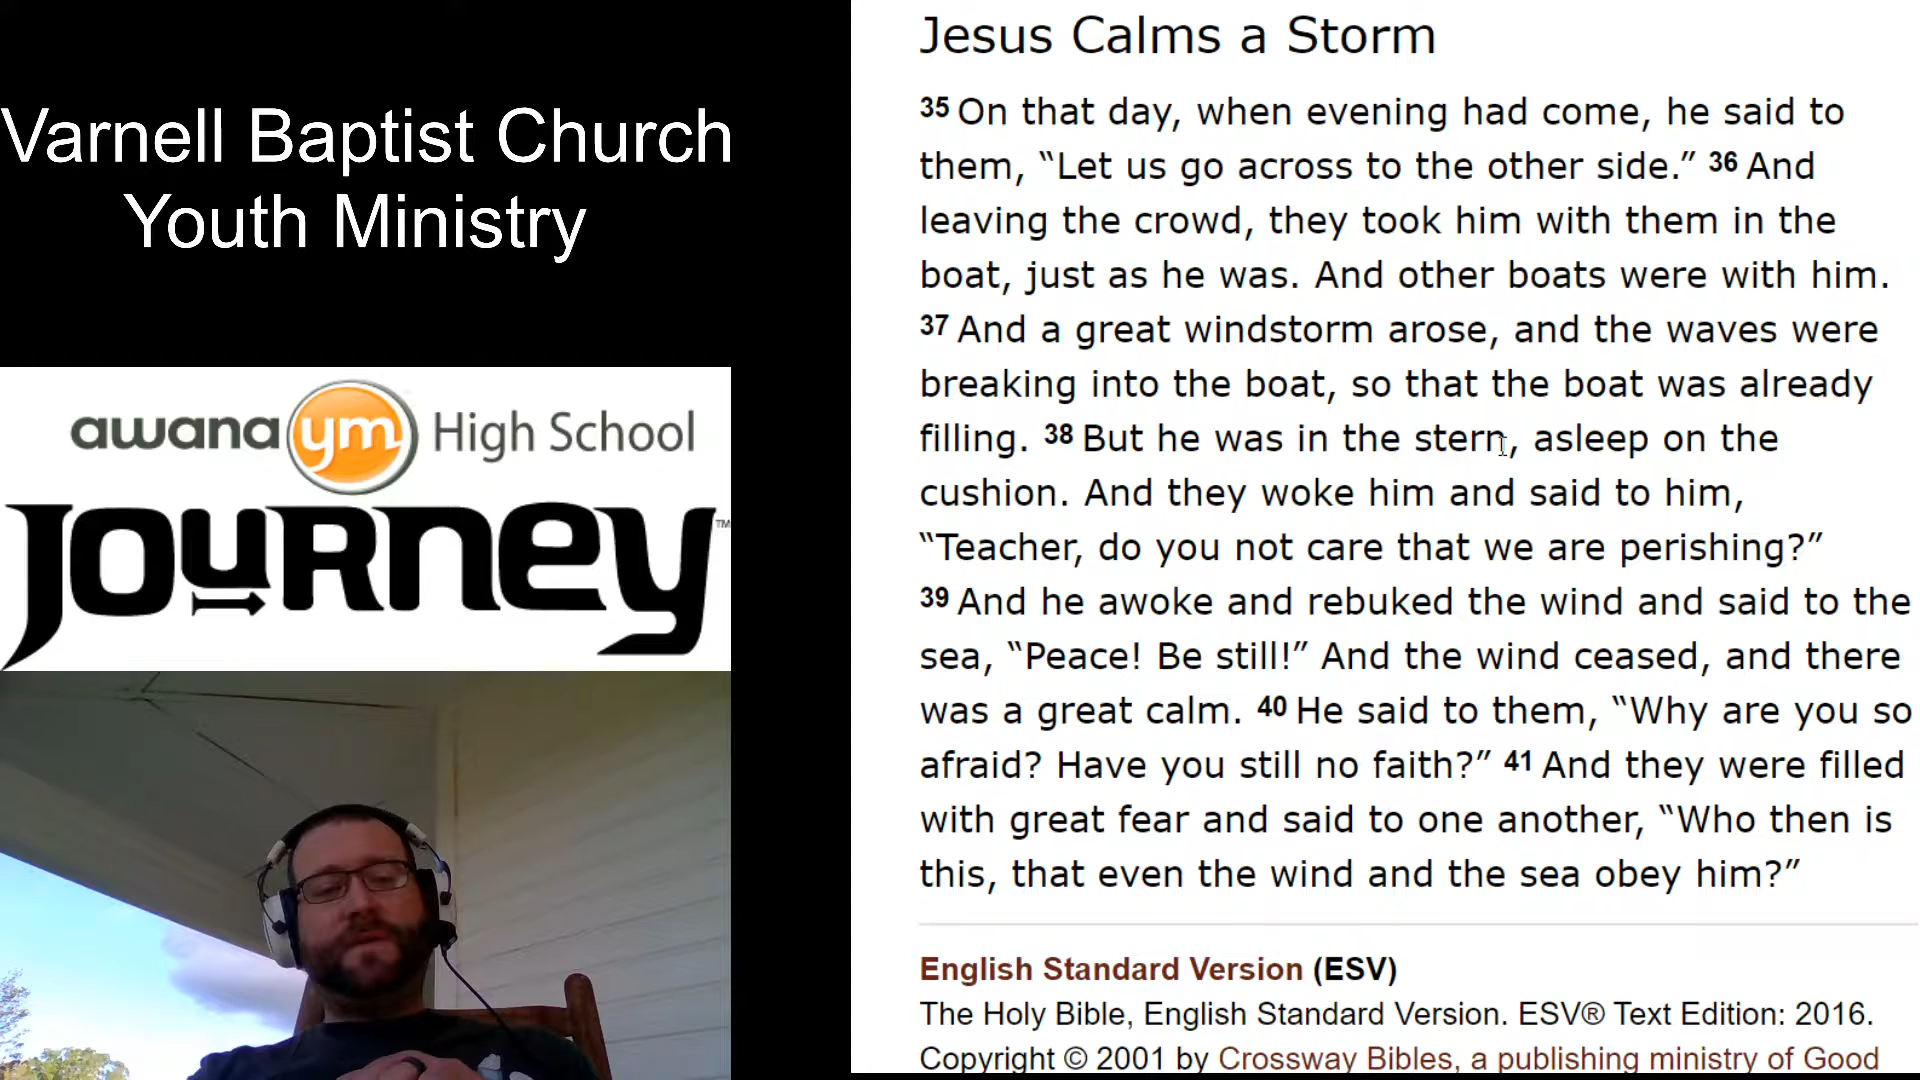 Varnell Baptist Church
Youth Ministry
awana ym High School
JOURNEY™
Jesus Calms a Storm
35 On that day, when evening had come, he said to
them, “Let us go across to the other side.” 36 And
leaving the crowd, they took him with them in the
boat, just as he was. And other boats were with him.
37 And a great windstorm arose, and the waves were
breaking into the boat, so that the boat was already
filling. 38 But he was in the stern, asleep on the
cushion. And they woke him and said to him,
“Teacher, do you not care that we are perishing?”
39 And he awoke and rebuked the wind and said to the
sea, “Peace! Be still!” And the wind ceased, and there
was a great calm. 40 He said to them, “Why are you so
afraid? Have you still no faith?” 41 And they were filled
with great fear and said to one another, “Who then is
this, that even the wind and the sea obey him?”
English Standard Version (ESV)
The Holy Bible, English Standard Version. ESV® Text Edition: 2016.
Copyright © 2001 by Crossway Bibles, a publishing ministry of Good